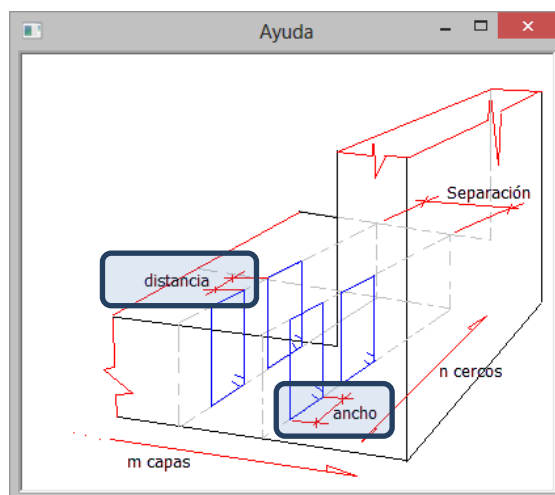 Ayuda
Separación
distancia
n cercos
ancho
m capas